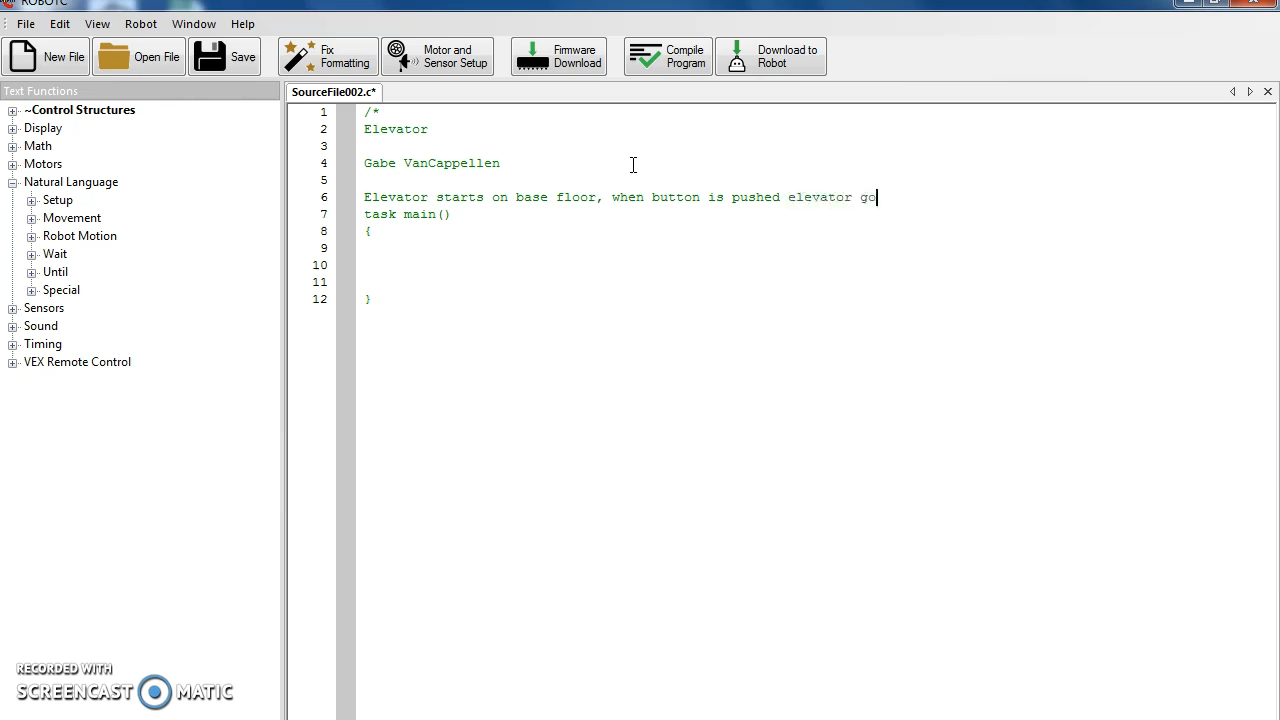 ROBOTC
File Edit View Robot Window Help
New File Open File Save Fix Formatting Motor and Sensor Setup Firmware Download Compile Program Download to Robot
Text Functions
~Control Structures
Display
Math
Motors
Natural Language
Setup
Movement
Robot Motion
Wait
Until
Special
Sensors
Sound
Timing
VEX Remote Control
SourceFile002.c*
1 /*
2 Elevator
3
4 Gabe VanCappellen
5
6 Elevator starts on base floor, when button is pushed elevator go
7 task main()
8 {
9
10
11
12 }
RECORDED WITH
SCREENCAST MATIC